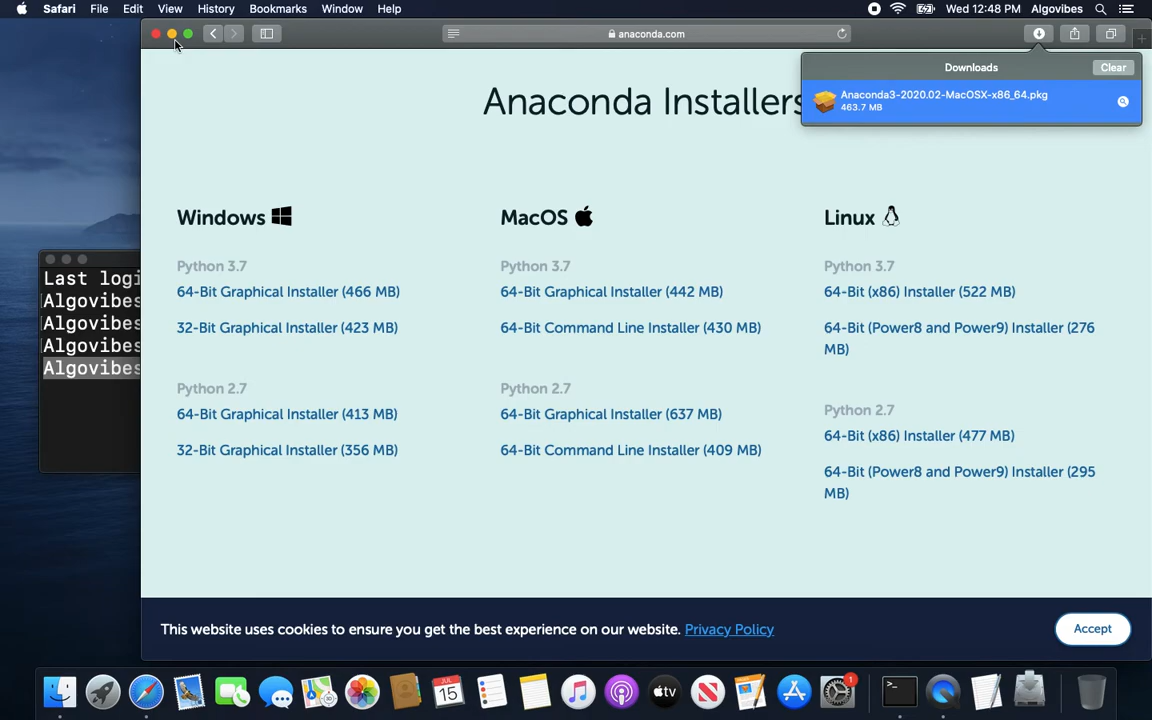 Safari File Edit View History Bookmarks Window Help Wed 12:48 PM Algovibes
anaconda.com
Downloads Clear
Anaconda3-2020.02-MacOSX-x86_64.pkg
463.7 MB
Anaconda Installers
Windows
Python 3.7
64-Bit Graphical Installer (466 MB)
32-Bit Graphical Installer (423 MB)
Python 2.7
64-Bit Graphical Installer (413 MB)
32-Bit Graphical Installer (356 MB)
MacOS
Python 3.7
64-Bit Graphical Installer (442 MB)
64-Bit Command Line Installer (430 MB)
Python 2.7
64-Bit Graphical Installer (637 MB)
64-Bit Command Line Installer (409 MB)
Linux
Python 3.7
64-Bit (x86) Installer (522 MB)
64-Bit (Power8 and Power9) Installer (276
MB)
Python 2.7
64-Bit (x86) Installer (477 MB)
64-Bit (Power8 and Power9) Installer (295
MB)
Last logi
Algovibes
Algovibes
Algovibes
Algovibes
This website uses cookies to ensure you get the best experience on our website. Privacy Policy
Accept
JUL
15
tv
1
>_